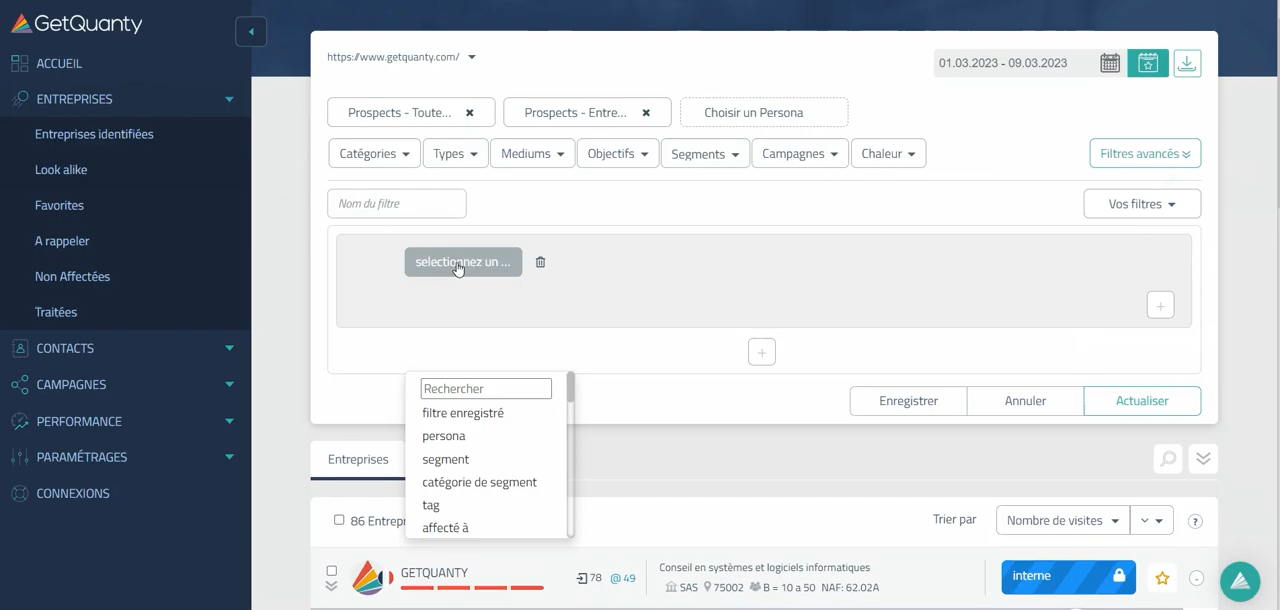 GetQuanty
ACCUEIL
ENTREPRISES
Entreprises identifiées
Look alike
Favorites
A rappeler
Non Affectées
Traitées
CONTACTS
CAMPAGNES
PERFORMANCE
PARAMÉTRAGES
CONNEXIONS
https://www.getquanty.com/
01.03.2023 - 09.03.2023
Prospects - Toute... Prospects - Entre... Choisir un Persona
Catégories Types Mediums Objectifs Segments Campagnes Chaleur Filtres avancés
Nom du filtre Vos filtres
selectionnez un ...
Enregistrer Annuler Actualiser
Rechercher
filtre enregistré
persona
segment
catégorie de segment
tag
affecté à
Entreprises
86 Entrepr
Trier par Nombre de visites ?
GETQUANTY
78 @ 49
Conseil en systèmes et logiciels informatiques
SAS 75002 B = 10 a 50 NAF: 62.02A
interne